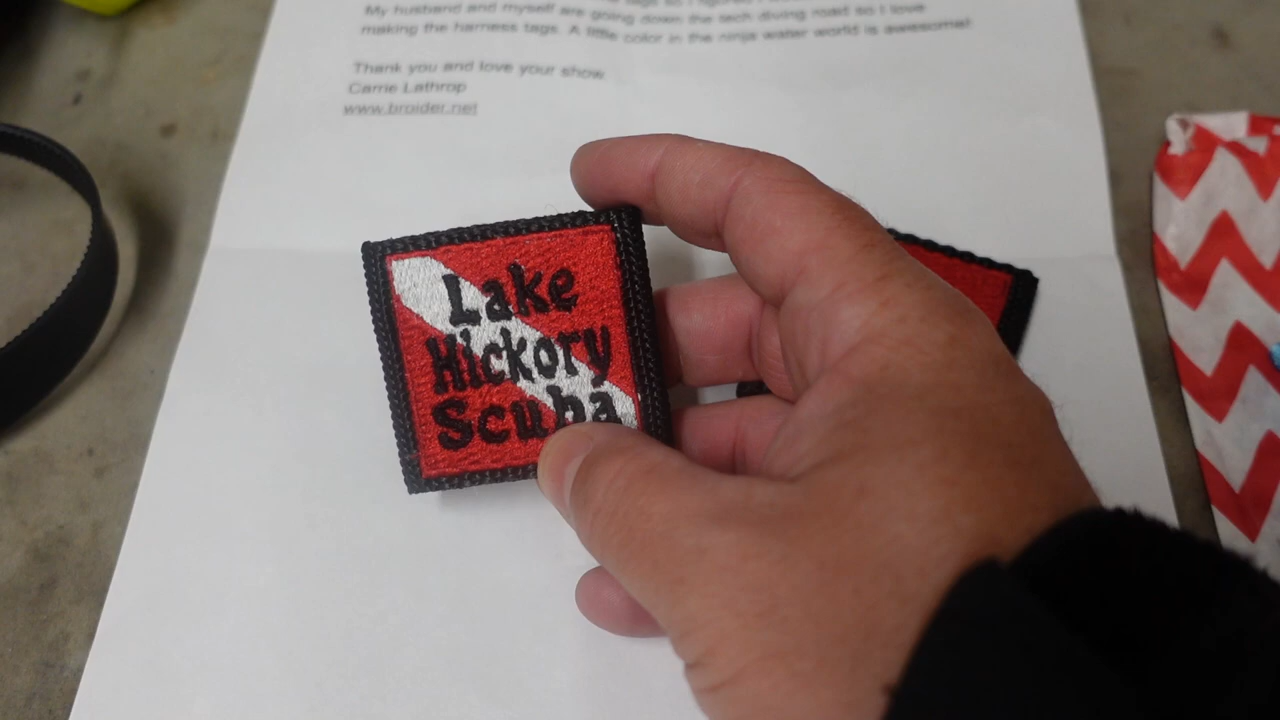 My husband and myself are going down the tech diving road so I love
making the harness tags. A little color in the ninja water world is awesome!
Thank you and love your show
Carrie Lathrop
www.broider.net
Lake
Hickory
Scuba